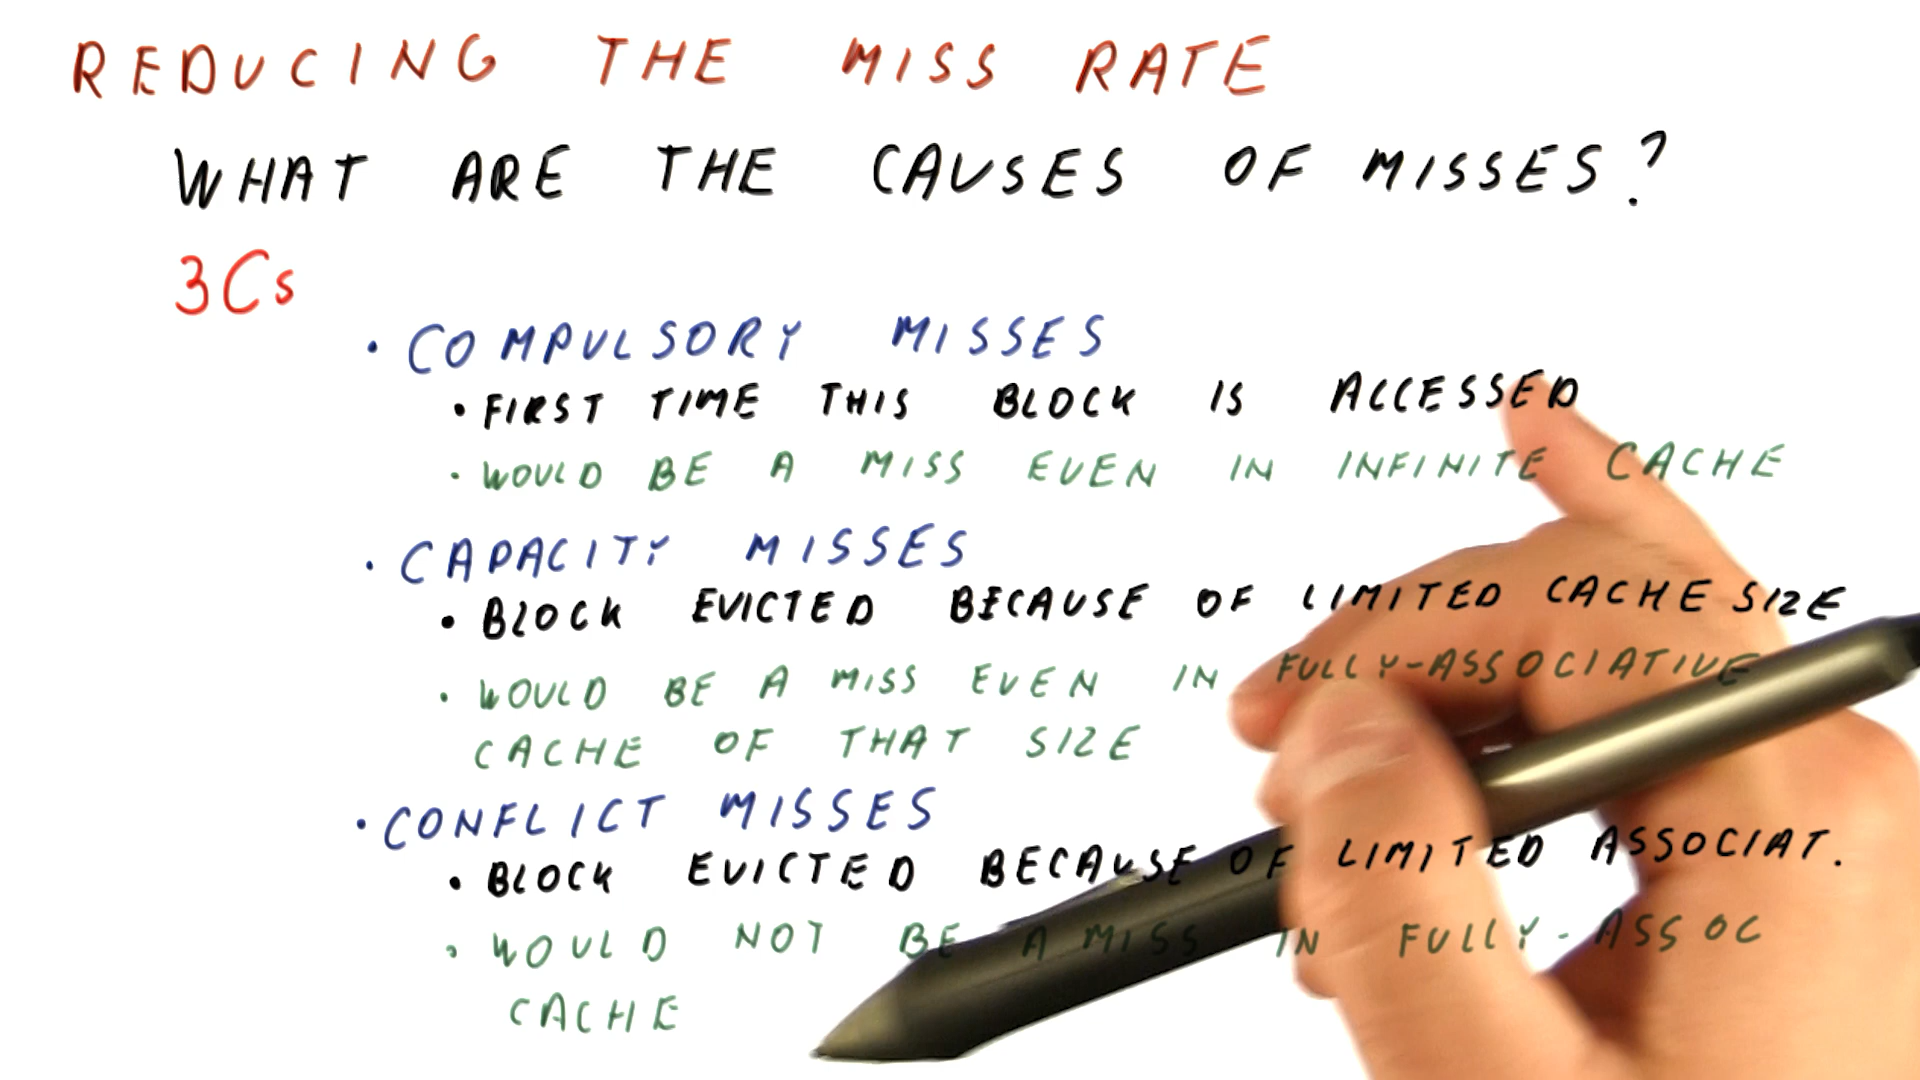 REDUCING THE MISS RATE
WHAT ARE THE CAUSES OF MISSES?
3Cs
• COMPULSORY MISSES
• FIRST TIME THIS BLOCK IS ACCESSED
• WOULD BE A MISS EVEN IN INFINITE CACHE
• CAPACITY MISSES
• BLOCK EVICTED BECAUSE OF LIMITED CACHE SIZE
• WOULD BE A MISS EVEN IN FULLY-ASSOCIATIVE
CACHE OF THAT SIZE
• CONFLICT MISSES
• BLOCK EVICTED BECAUSE OF LIMITED ASSOCIAT.
• WOULD NOT BE A MISS IN FULLY-ASSOC
CACHE